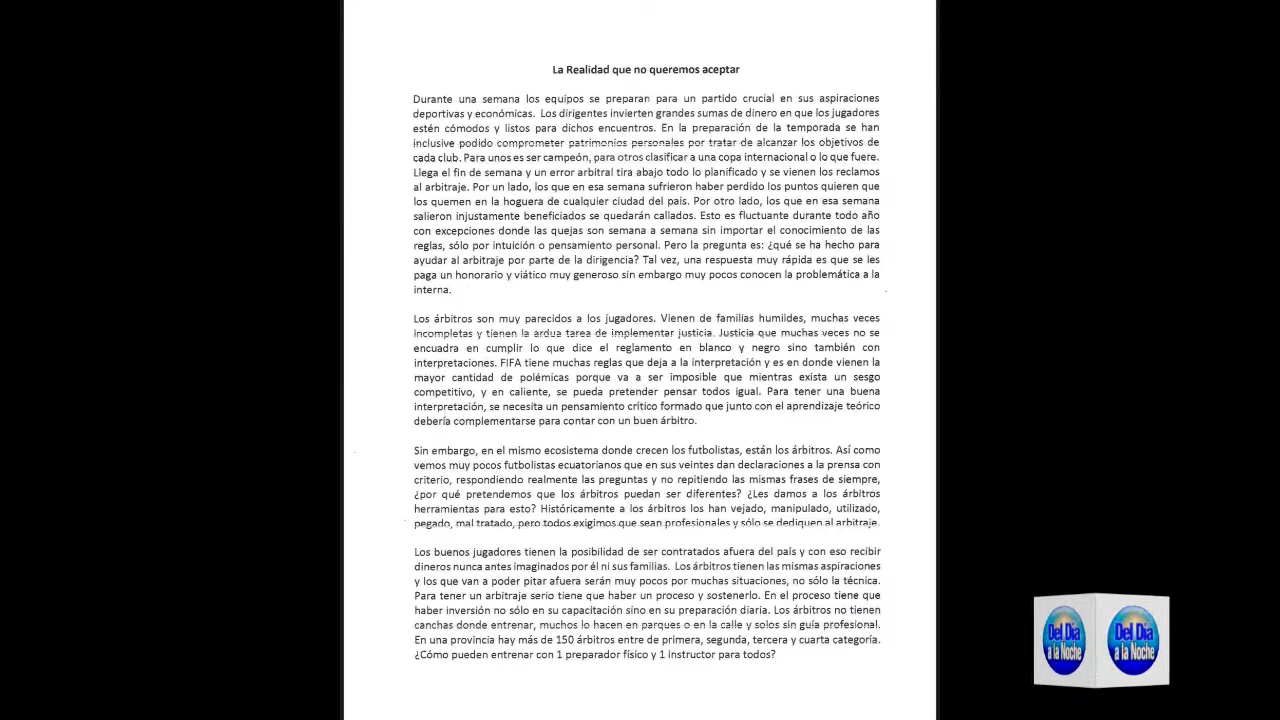 La Realidad que no queremos aceptar
Durante una semana los equipos se preparan para un partido crucial en sus aspiraciones
deportivas y económicas. Los dirigentes invierten grandes sumas de dinero en que los jugadores
estén cómodos y listos para dichos encuentros. En la preparación de la temporada se han
inclusive podido comprometer patrimonios personales por tratar de alcanzar los objetivos de
cada club. Para unos es ser campeón, para otros clasificar a una copa internacional o lo que fuere.
Llega el fin de semana y un error arbitral tira abajo todo lo planificado y se vienen los reclamos
al arbitraje. Por un lado, los que en esa semana sufrieron haber perdido los puntos quieren que
los quemen en la hoguera de cualquier ciudad del país. Por otro lado, los que en esa semana
salieron injustamente beneficiados se quedarán callados. Esto es fluctuante durante todo año
con excepciones donde las quejas son semana a semana sin importar el conocimiento de las
reglas, sólo por intuición o pensamiento personal. Pero la pregunta es: ¿qué se ha hecho para
ayudar al arbitraje por parte de la dirigencia? Tal vez, una respuesta muy rápida es que se les
paga un honorario y viático muy generoso sin embargo muy pocos conocen la problemática a la
interna.
Los árbitros son muy parecidos a los jugadores. Vienen de familias humildes, muchas veces
incompletas y tienen la ardua tarea de implementar justicia. Justicia que muchas veces no se
encuadra en cumplir lo que dice el reglamento en blanco y negro sino también con
interpretaciones. FIFA tiene muchas reglas que deja a la interpretación y es en donde vienen la
mayor cantidad de polémicas porque va a ser imposible que mientras exista un sesgo
competitivo, y en caliente, se pueda pretender pensar todos igual. Para tener una buena
interpretación, se necesita un pensamiento crítico formado que junto con el aprendizaje teórico
debería complementarse para contar con un buen árbitro.
Sin embargo, en el mismo ecosistema donde crecen los futbolistas, están los árbitros. Así como
vemos muy pocos futbolistas ecuatorianos que en sus veintes dan declaraciones a la prensa con
criterio, respondiendo realmente las preguntas y no repitiendo las mismas frases de siempre,
¿por qué pretendemos que los árbitros puedan ser diferentes? ¿Les damos a los árbitros
herramientas para esto? Históricamente a los árbitros los han vejado, manipulado, utilizado,
pegado, mal tratado, pero todos exigimos que sean profesionales y sólo se dediquen al arbitraje.
Los buenos jugadores tienen la posibilidad de ser contratados afuera del país y con eso recibir
dineros nunca antes imaginados por él ni sus familias. Los árbitros tienen las mismas aspiraciones
y los que van a poder pitar afuera serán muy pocos por muchas situaciones, no sólo la técnica.
Para tener un arbitraje serio tiene que haber un proceso y sostenerlo. En el proceso tiene que
haber inversión no sólo en su capacitación sino en su preparación diaria. Los árbitros no tienen
canchas donde entrenar, muchos lo hacen en parques o en la calle y solos sin guía profesional.
En una provincia hay más de 150 árbitros entre de primera, segunda, tercera y cuarta categoría.
¿Cómo pueden entrenar con 1 preparador físico y 1 instructor para todos?
Del Día
a la Noche
Del Día
a la Noche